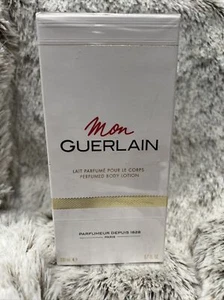 Mon
GUERLAIN
LAIT PARFUMÉ POUR LE CORPS
PERFUMED BODY LOTION
PARFUMEUR DEPUIS 1828
PARIS